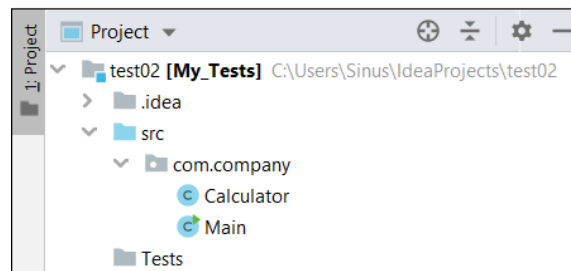 1: Project
Project
test02 [My_Tests] C:\Users\Sinus\IdeaProjects\test02
.idea
src
com.company
C Calculator
C Main
Tests